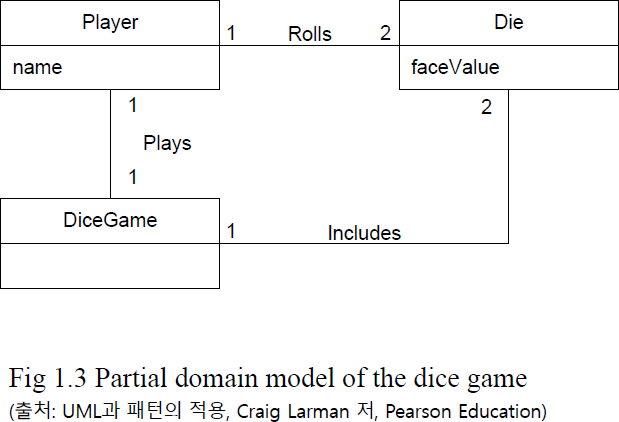 Player
1
Rolls
2
Die
name
faceValue
1
2
Plays
1
DiceGame
1
Includes
Fig 1.3 Partial domain model of the dice game
(출처: UML과 패턴의 적용, Craig Larman 저, Pearson Education)